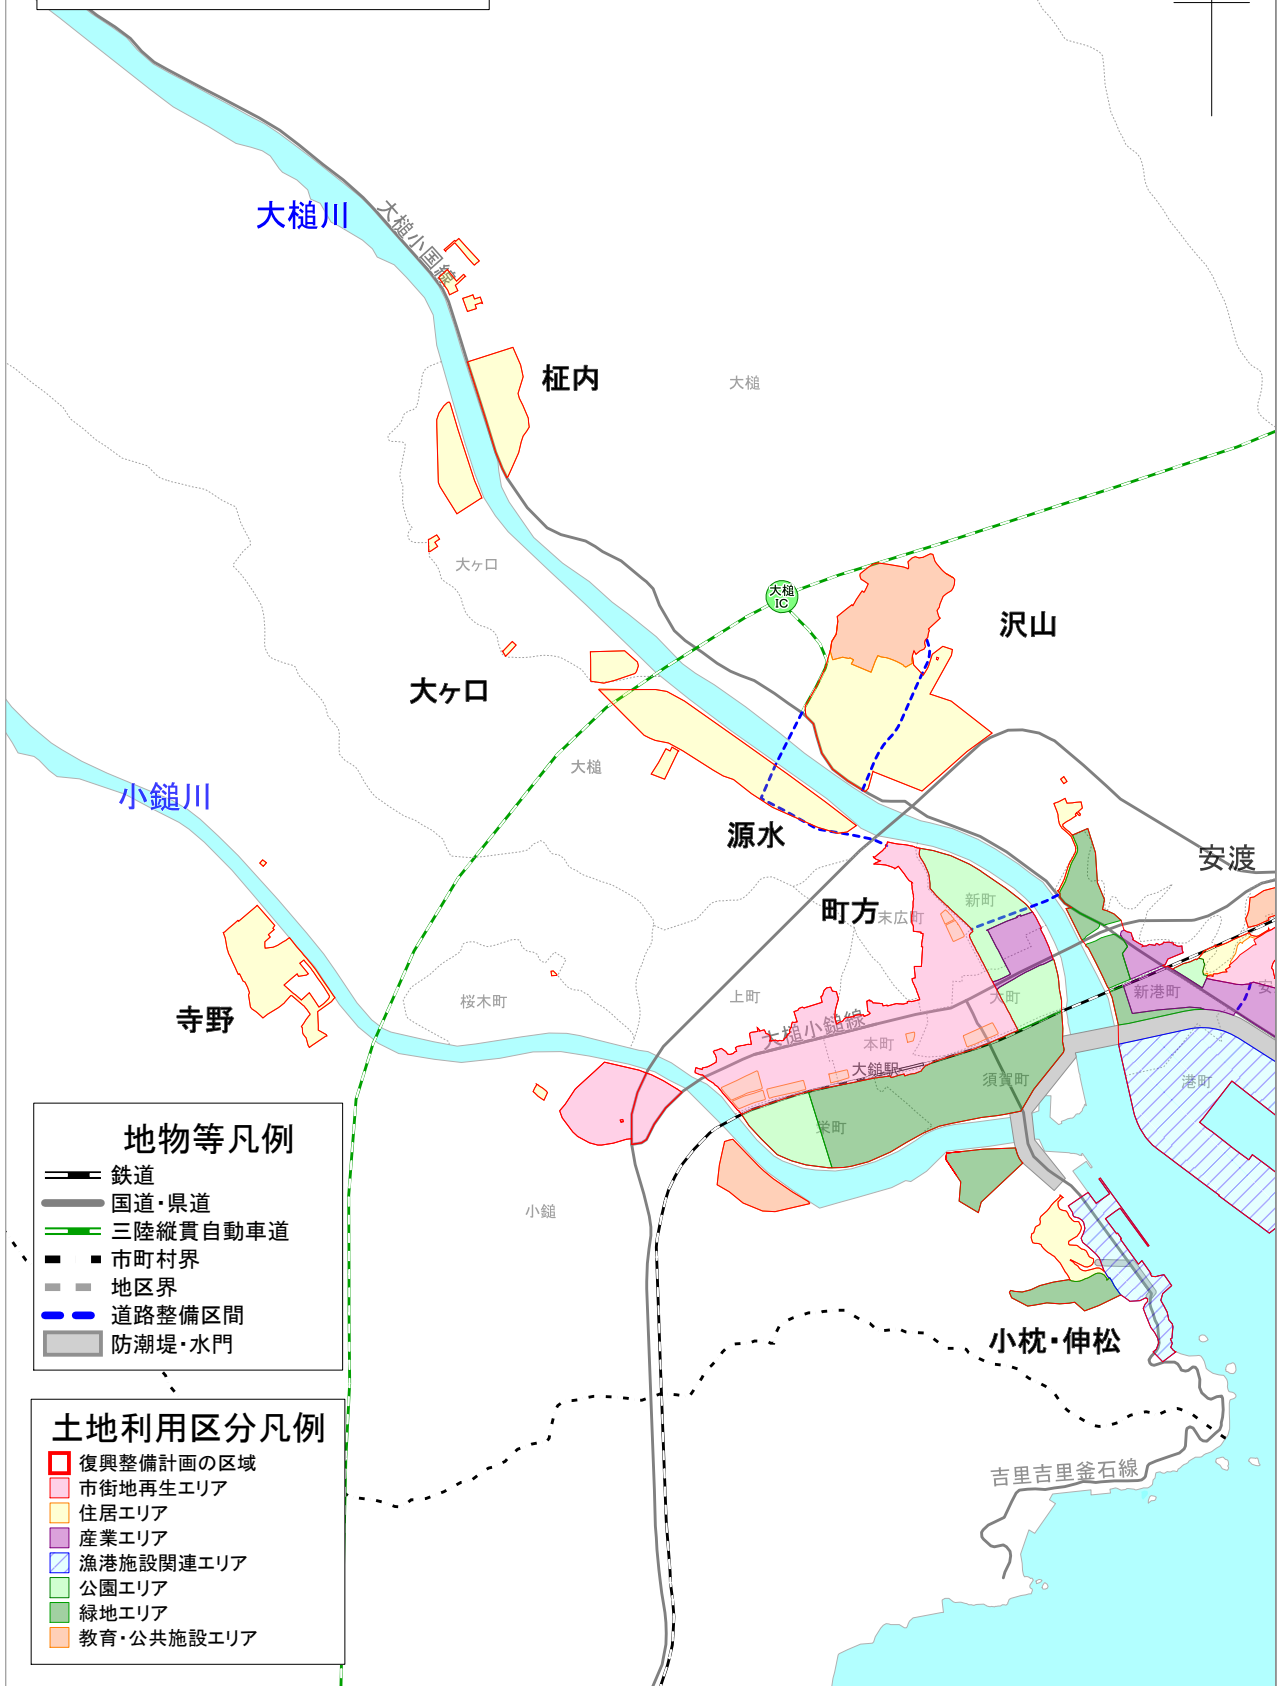 大槌川
大槌小国線
柾内
大槌
大ヶ口
大槌
IC
沢山
大ヶ口
大槌
小鎚川
源水
安渡
町方
末広町
新町
寺野
桜木町
上町
大町
新港町
安
大槌小鎚線
本町
大鎚駅
須賀町
港町
栄町
小鎚
小枕・伸松
吉里吉里釜石線
地物等凡例
鉄道
国道・県道
三陸縦貫自動車道
市町村界
地区界
道路整備区間
防潮堤・水門
土地利用区分凡例
復興整備計画の区域
市街地再生エリア
住居エリア
産業エリア
漁港施設関連エリア
公園エリア
緑地エリア
教育・公共施設エリア